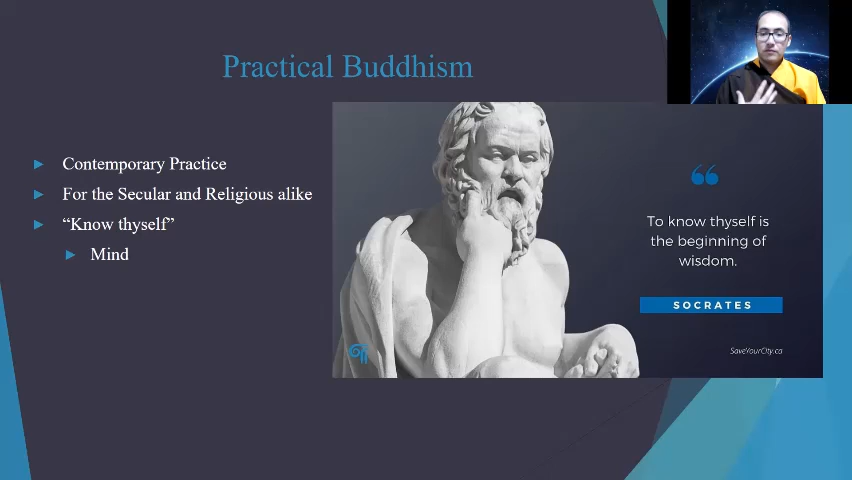 Practical Buddhism
Contemporary Practice
For the Secular and Religious alike
“Know thyself”
Mind
To know thyself is
the beginning of
wisdom.
SOCRATES
SaveYourCity.ca